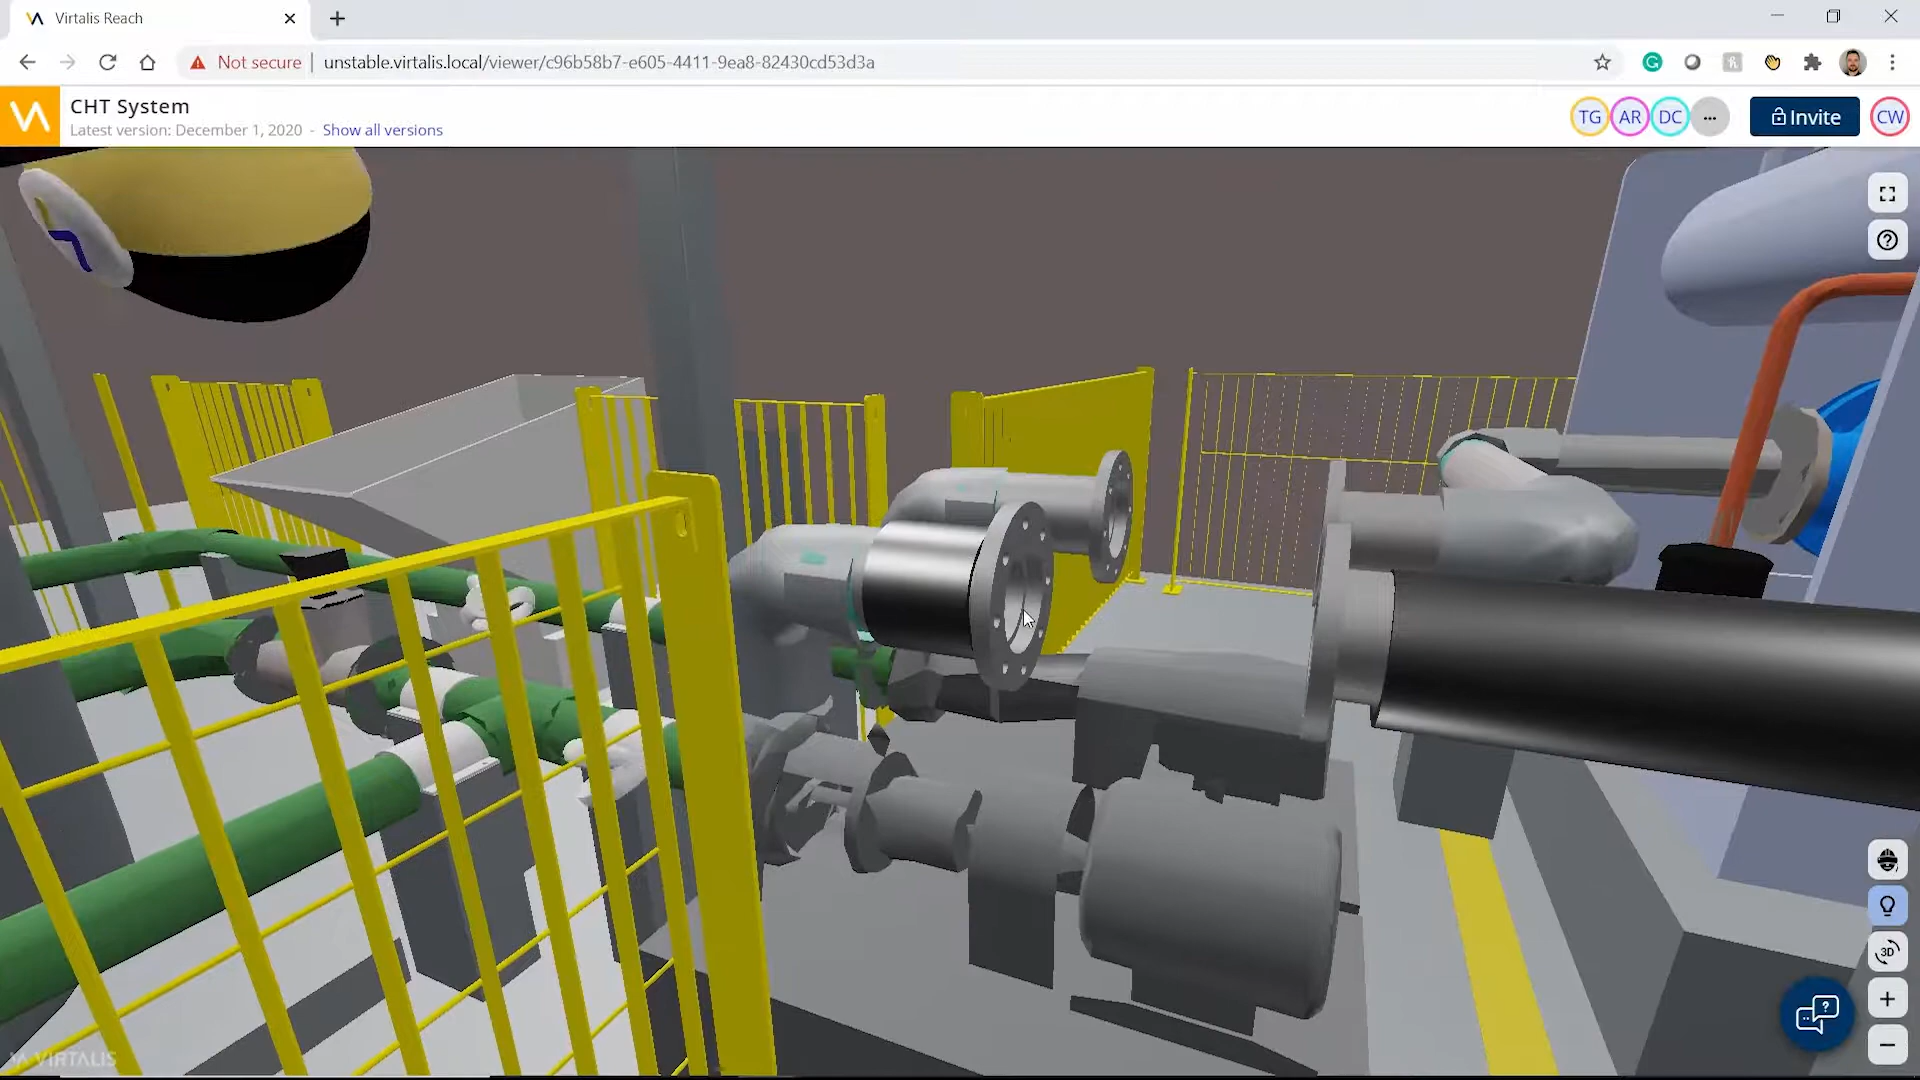 Virtalis Reach
Not secure
unstable.virtalis.local/viewer/c96b58b7-e605-4411-9ea8-82430cd53d3a
CHT System
Latest version: December 1, 2020 - Show all versions
TG
AR
DC
...
Invite
CW
3D
VIRTALIS